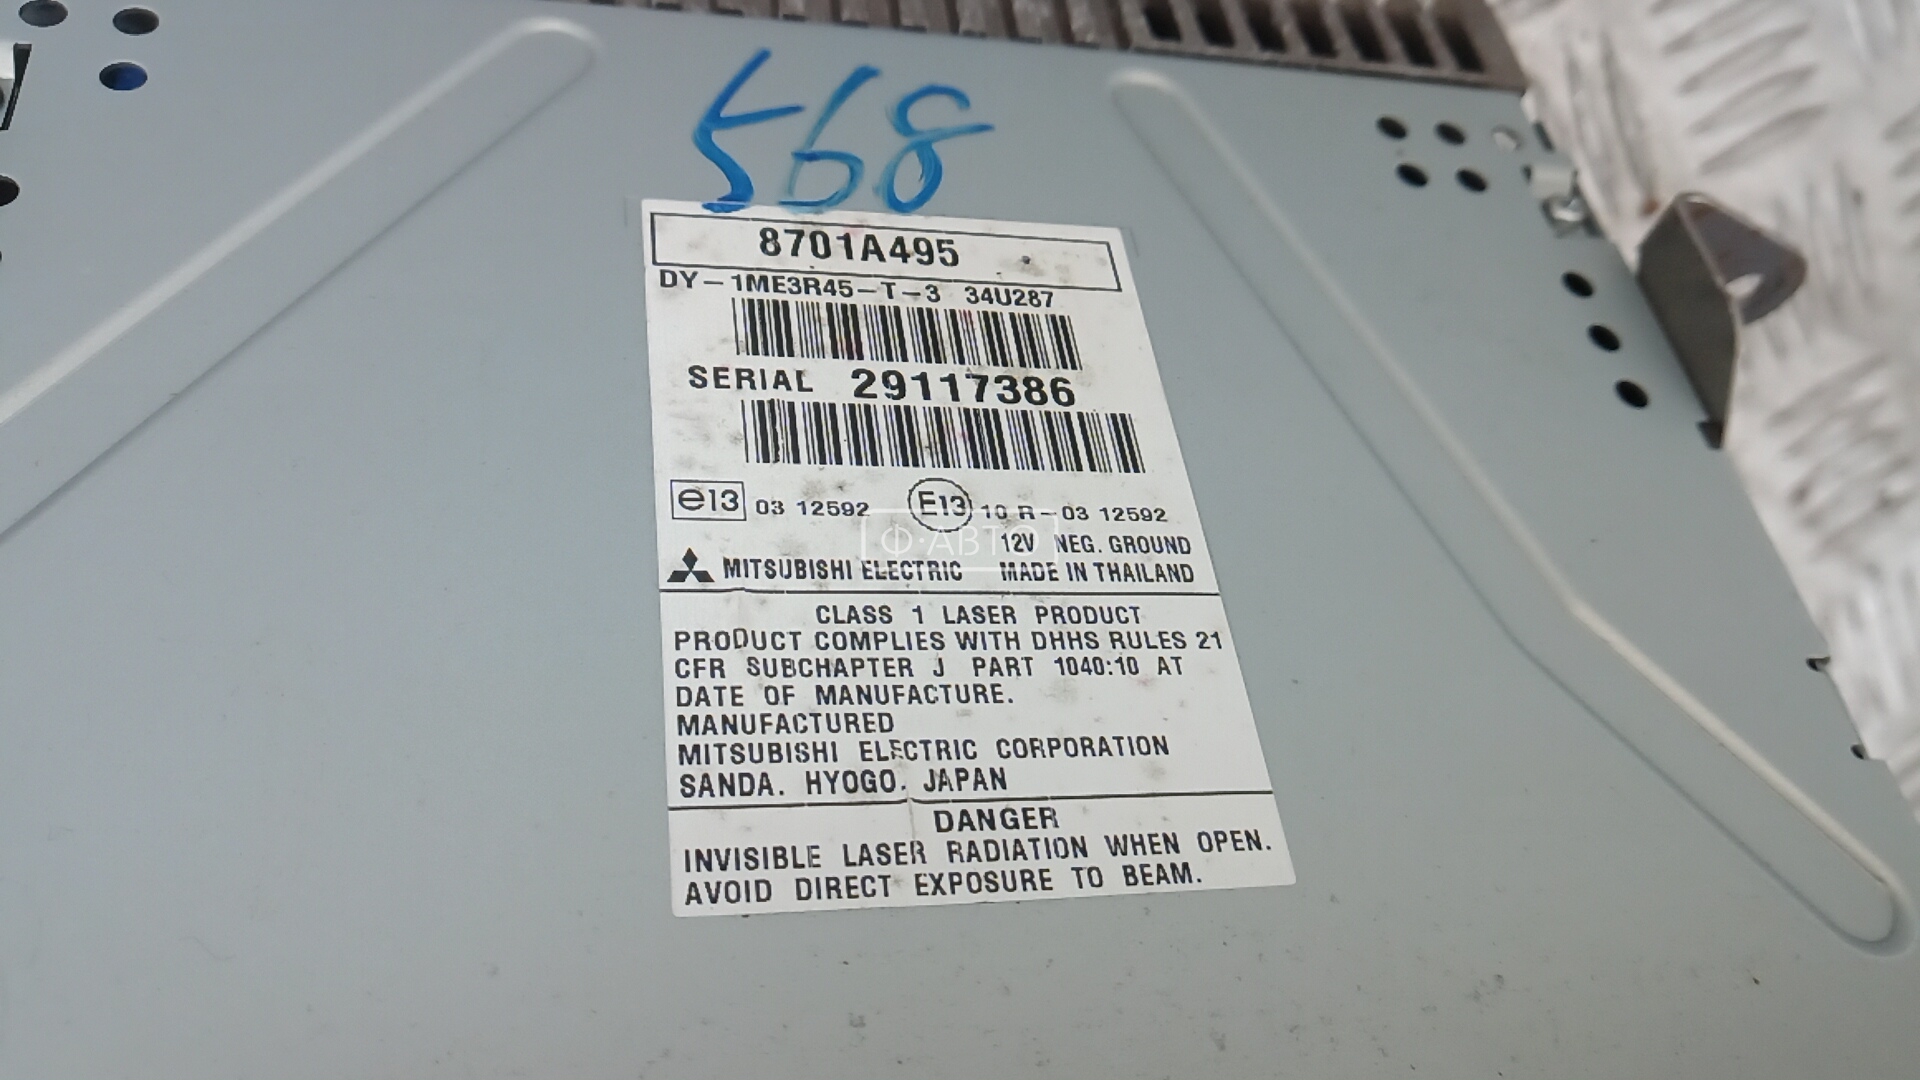 568
8701A495
DY-1ME3R45-T-3 34U287
SERIAL 29117386
e13 03 12592 E13 10 R-03 12592
Ф·АВТО
12V NEG. GROUND
MITSUBISHI ELECTRIC MADE IN THAILAND
CLASS 1 LASER PRODUCT
PRODUCT COMPLIES WITH DHHS RULES 21
CFR SUBCHAPTER J PART 1040:10 AT
DATE OF MANUFACTURE.
MANUFACTURED
MITSUBISHI ELECTRIC CORPORATION
SANDA. HYOGO. JAPAN
DANGER
INVISIBLE LASER RADIATION WHEN OPEN.
AVOID DIRECT EXPOSURE TO BEAM.